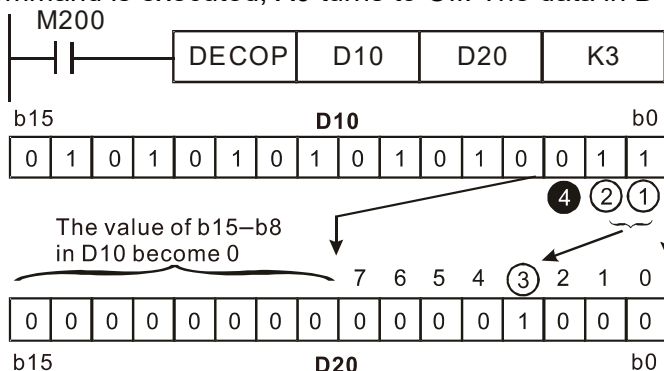 is executed, turns to The data in D
M200
DECOP D10 D20 K3
b15 D10 b0
0 1 0 1 0 1 0 1 0 1 0 1 0 0 1 1
4 2 1
The value of b15–b8
in D10 become 0
7 6 5 4 3 2 1 0
0 0 0 0 0 0 0 0 0 0 0 0 1 0 0 0
b15 D20 b0